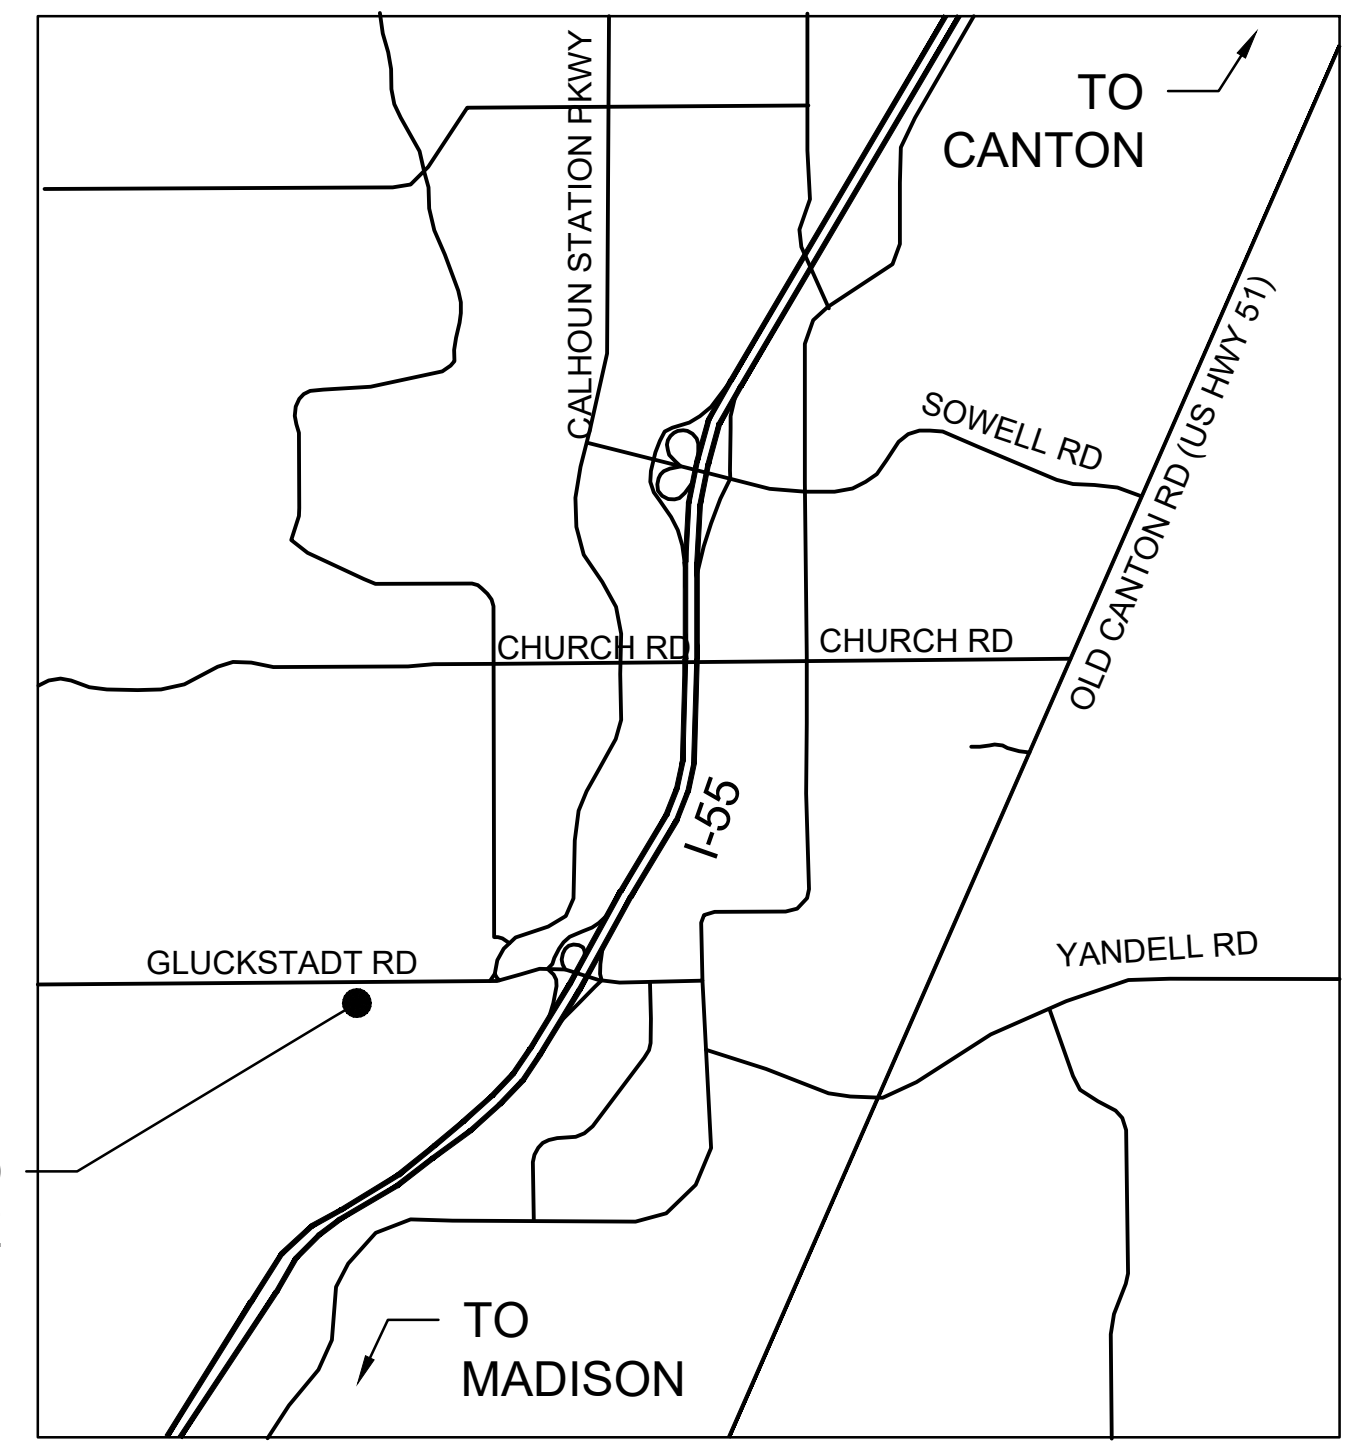 CALHOUN STATION PKWY
TO
CANTON
OLD CANTON RD (US HWY 51)
SOWELL RD
CHURCH RD
CHURCH RD
I-55
GLUCKSTADT RD
YANDELL RD
TO
MADISON